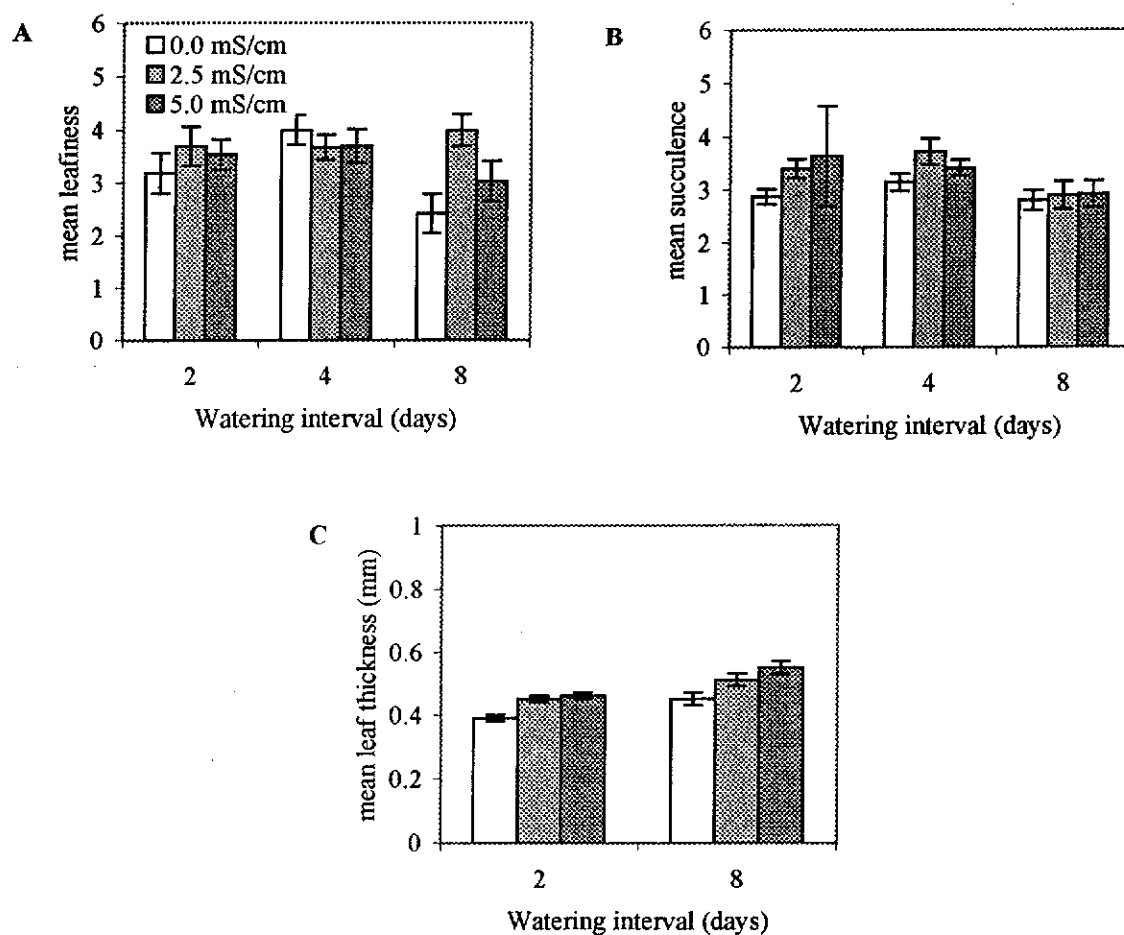 A
6
5
4
3
2
1
0
0.0 mS/cm
2.5 mS/cm
5.0 mS/cm
mean leafiness
2 4 8
Watering interval (days)
B
6
5
4
3
2
1
0
mean succulence
2 4 8
Watering interval (days)
C
1
0.8
0.6
0.4
0.2
0
mean leaf thickness (mm)
2 8
Watering interval (days)